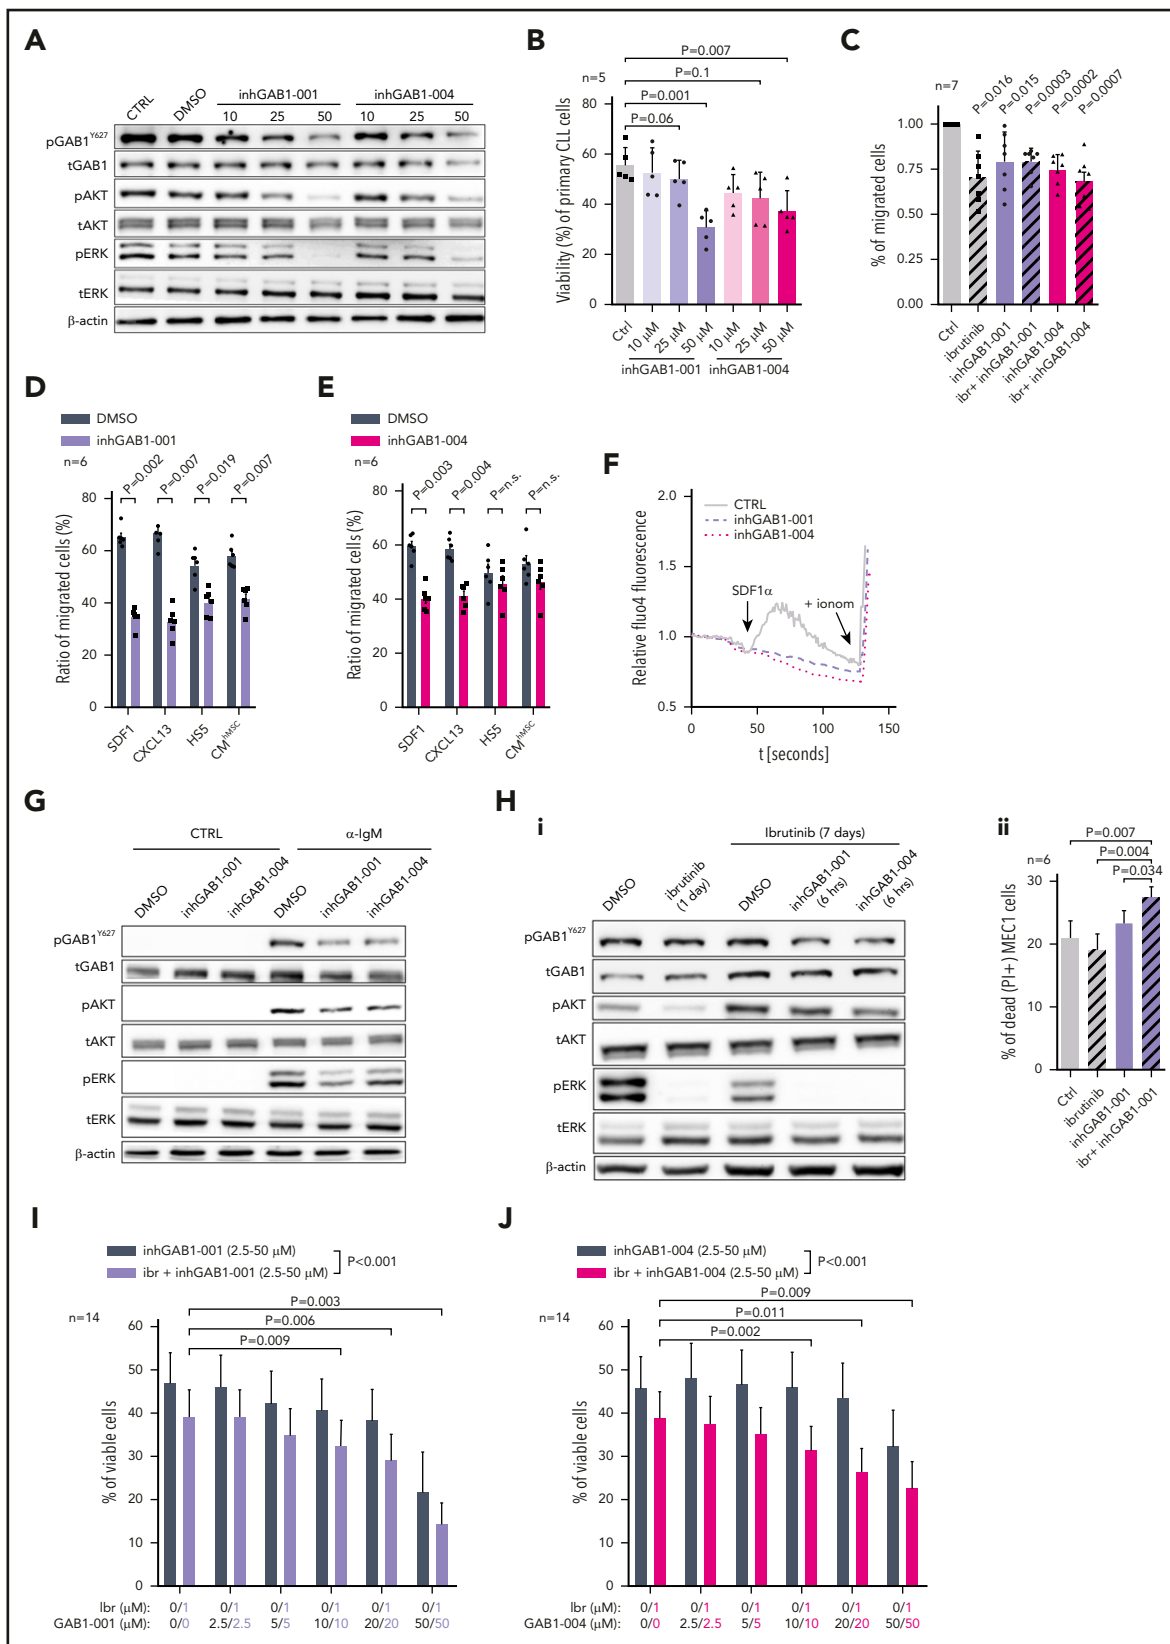 A
CTRL
DMSO
inhGAB1-001
inhGAB1-004
10 25 50 10 25 50
pGAB1Y627
tGAB1
pAKT
tAKT
pERK
tERK
β-actin
B
n=5
P=0.007
P=0.1
P=0.001
P=0.06
Viability (%) of primary CLL cells
80
60
40
20
0
Ctrl
10 μM
25 μM
50 μM
10 μM
25 μM
50 μM
inhGAB1-001 inhGAB1-004
C
n=7
P=0.016
P=0.015
P=0.0003
P=0.0002
P=0.0007
% of migrated cells
1.00
0.75
0.50
0.25
0.00
Ctrl
ibrutinib
inhGAB1-001
ibr+ inhGAB1-001
inhGAB1-004
ibr+ inhGAB1-004
D
DMSO
inhGAB1-001
n=6
P=0.002
P=0.007
P=0.019
P=0.007
Ratio of migrated cells (%)
80
60
40
20
0
SDF1
CXCL13
HS5
CMhMSC
E
DMSO
inhGAB1-004
n=6
P=0.003
P=0.004
P=n.s.
P=n.s.
Ratio of migrated cells (%)
80
60
40
20
0
SDF1
CXCL13
HS5
CMhMSC
F
CTRL
inhGAB1-001
inhGAB1-004
SDF1α
+ ionom
Relative fluo4 fluorescence
2.0
1.5
1.0
0.5
0 50 100 150
t [seconds]
G
CTRL α-IgM
DMSO
inhGAB1-001
inhGAB1-004
DMSO
inhGAB1-001
inhGAB1-004
pGAB1Y627
tGAB1
pAKT
tAKT
pERK
tERK
β-actin
H
i
Ibrutinib (7 days)
DMSO
ibrutinib (1 day)
DMSO
inhGAB1-001 (6 hrs)
inhGAB1-004 (6 hrs)
pGAB1Y627
tGAB1
pAKT
tAKT
pERK
tERK
β-actin
ii
n=6
P=0.007
P=0.004
P=0.034
% of dead (PI+) MEC1 cells
30
20
10
0
Ctrl
ibrutinib
inhGAB1-001
ibr+ inhGAB1-001
I
inhGAB1-001 (2.5-50 μM)
ibr + inhGAB1-001 (2.5-50 μM)
P<0.001
n=14
P=0.003
P=0.006
P=0.009
% of viable cells
60
50
40
30
20
10
0
Ibr (μM): 0/1 0/1 0/1 0/1 0/1 0/1
GAB1-001 (μM): 0/0 2.5/2.5 5/5 10/10 20/20 50/50
J
inhGAB1-004 (2.5-50 μM)
ibr + inhGAB1-004 (2.5-50 μM)
P<0.001
n=14
P=0.009
P=0.011
P=0.002
% of viable cells
60
50
40
30
20
10
0
Ibr (μM): 0/1 0/1 0/1 0/1 0/1 0/1
GAB1-004 (μM): 0/0 2.5/2.5 5/5 10/10 20/20 50/50